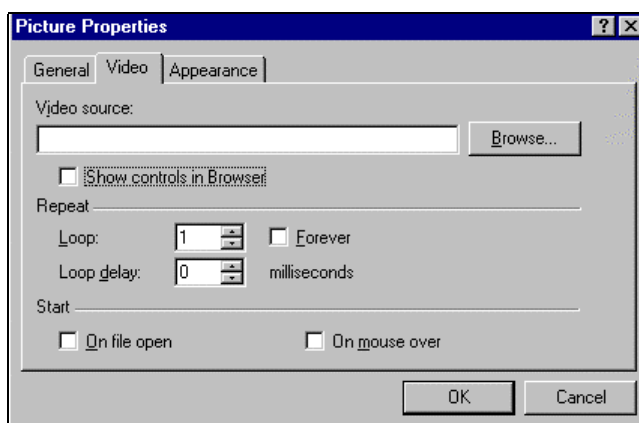 Picture Properties
General Video Appearance
Video source:
Browse...
Show controls in Browser
Repeat
Loop: 1 Forever
Loop delay: 0 milliseconds
Start
On file open On mouse over
OK Cancel